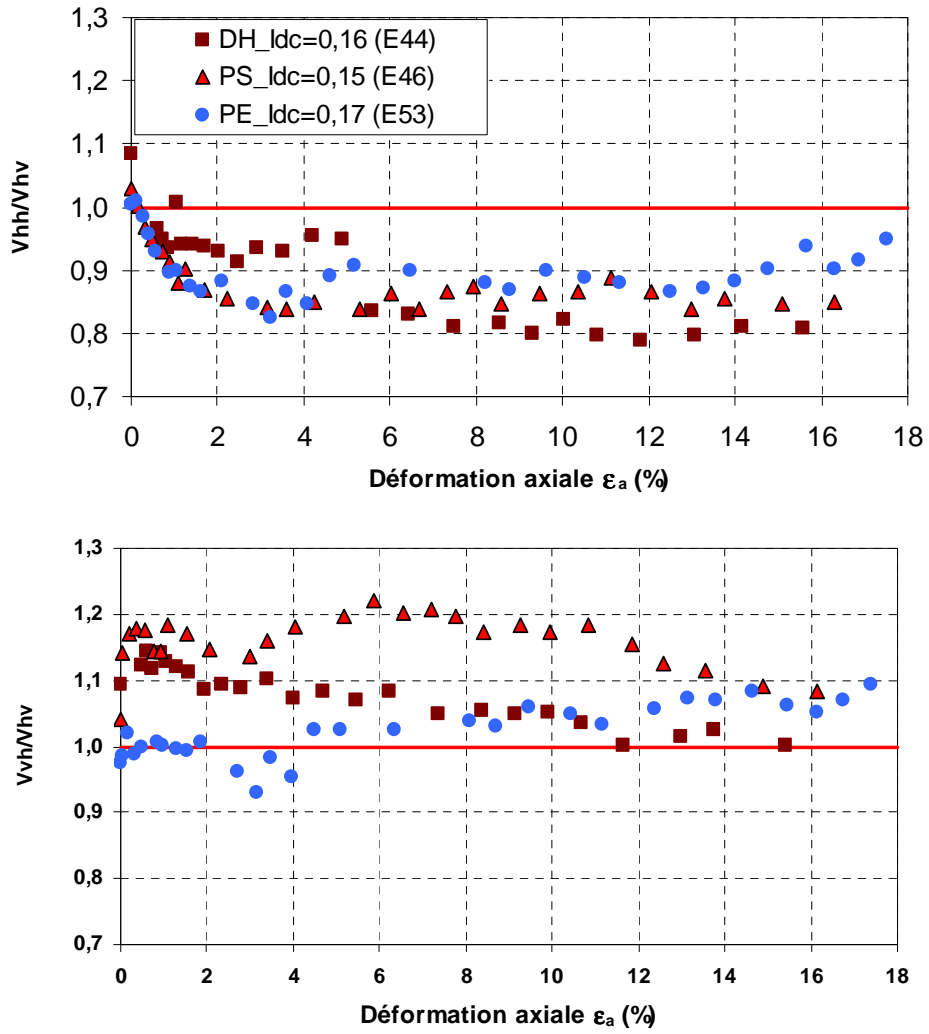 1,3
1,2
1,1
1,0
0,9
0,8
0,7
Vhh/Vhv
DH_Idc=0,16 (E44)
PS_Idc=0,15 (E46)
PE_Idc=0,17 (E53)
0 2 4 6 8 10 12 14 16 18
Déformation axiale εa (%)
1,3
1,2
1,1
1,0
0,9
0,8
0,7
Vvh/Vhv
0 2 4 6 8 10 12 14 16 18
Déformation axiale εa (%)